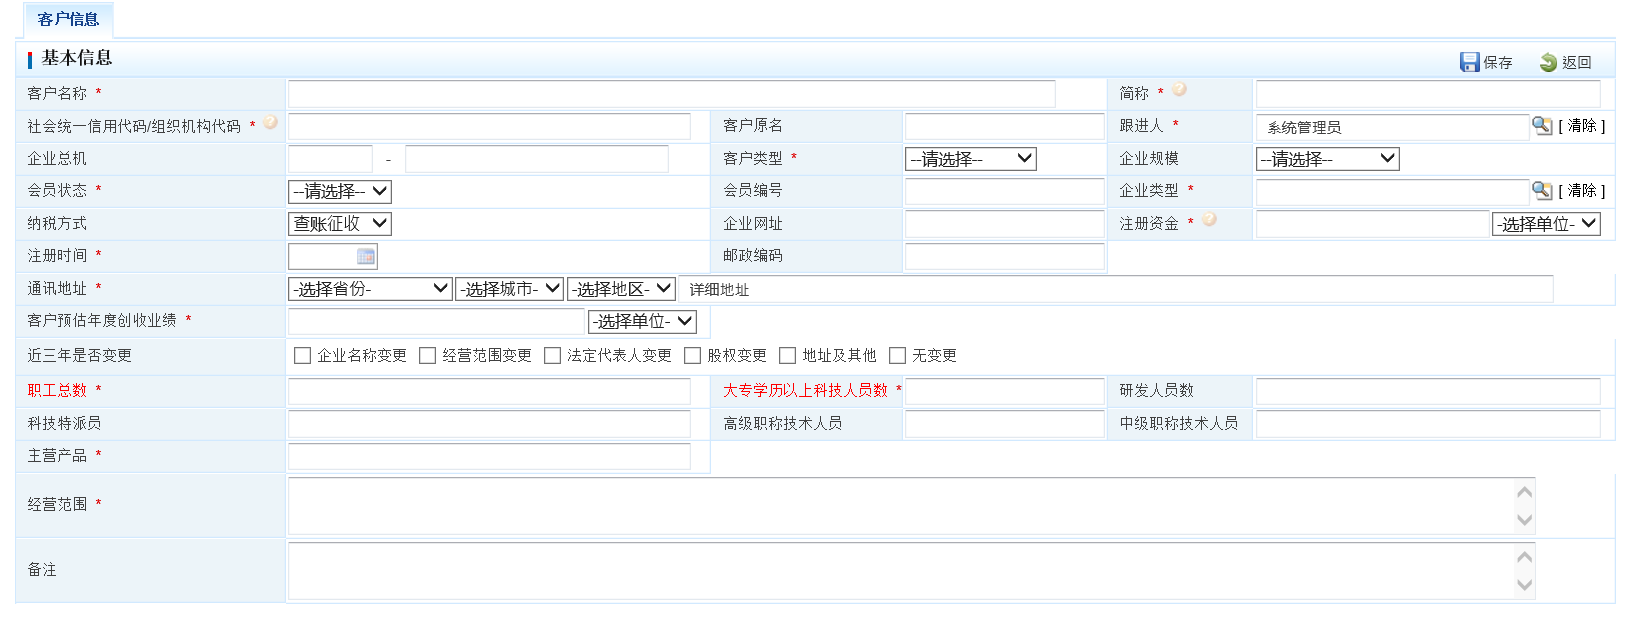 客户信息
基本信息 保存 返回
客户名称 * 简称 *
社会统一信用代码/组织机构代码 * 客户原名 跟进人 * 系统管理员 [ 清除 ]
企业总机 - 客户类型 * --请选择-- 企业规模 --请选择--
会员状态 * --请选择-- 会员编号 企业类型 * [ 清除 ]
纳税方式 查账征收 企业网址 注册资金 * -选择单位-
注册时间 * 邮政编码
通讯地址 * -选择省份- -选择城市- -选择地区- 详细地址
客户预估年度创收业绩 * -选择单位-
近三年是否变更 企业名称变更 经营范围变更 法定代表人变更 股权变更 地址及其他 无变更
职工总数 * 大专学历以上科技人员数 * 研发人员数
科技特派员 高级职称技术人员 中级职称技术人员
主营产品 *
经营范围 *
备注